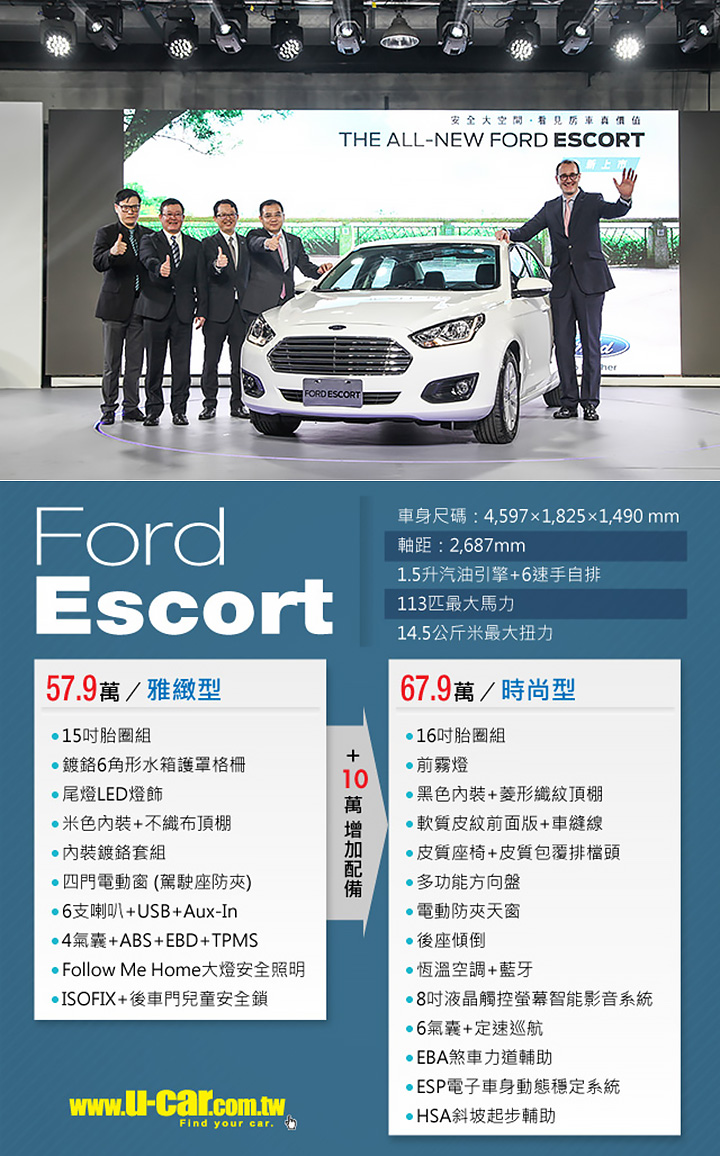 安全大空間・看見房車真價值
THE ALL-NEW FORD ESCORT
新上市
Ford
her
FORD ESCORT
Ford
Escort
車身尺碼：4,597×1,825×1,490 mm
軸距：2,687mm
1.5升汽油引擎+6速手自排
113匹最大馬力
14.5公斤米最大扭力
57.9萬／雅緻型
•15吋胎圈組
•鍍鉻6角形水箱護罩格柵
•尾燈LED燈飾
•米色內裝+不織布頂棚
•內裝鍍鉻套組
•四門電動窗 (駕駛座防夾)
•6支喇叭+USB+Aux-In
•4氣囊+ABS+EBD+TPMS
•Follow Me Home大燈安全照明
•ISOFIX+後車門兒童安全鎖
+
10
萬
增
加
配
備
67.9萬／時尚型
•16吋胎圈組
•前霧燈
•黑色內裝+菱形織紋頂棚
•軟質皮紋前面版+車縫線
•皮質座椅+皮質包覆排檔頭
•多功能方向盤
•電動防夾天窗
•後座傾倒
•恆溫空調+藍牙
•8吋液晶觸控螢幕智能影音系統
•6氣囊+定速巡航
•EBA煞車力道輔助
•ESP電子車身動態穩定系統
•HSA斜坡起步輔助
www.u-car.com.tw
Find your car.